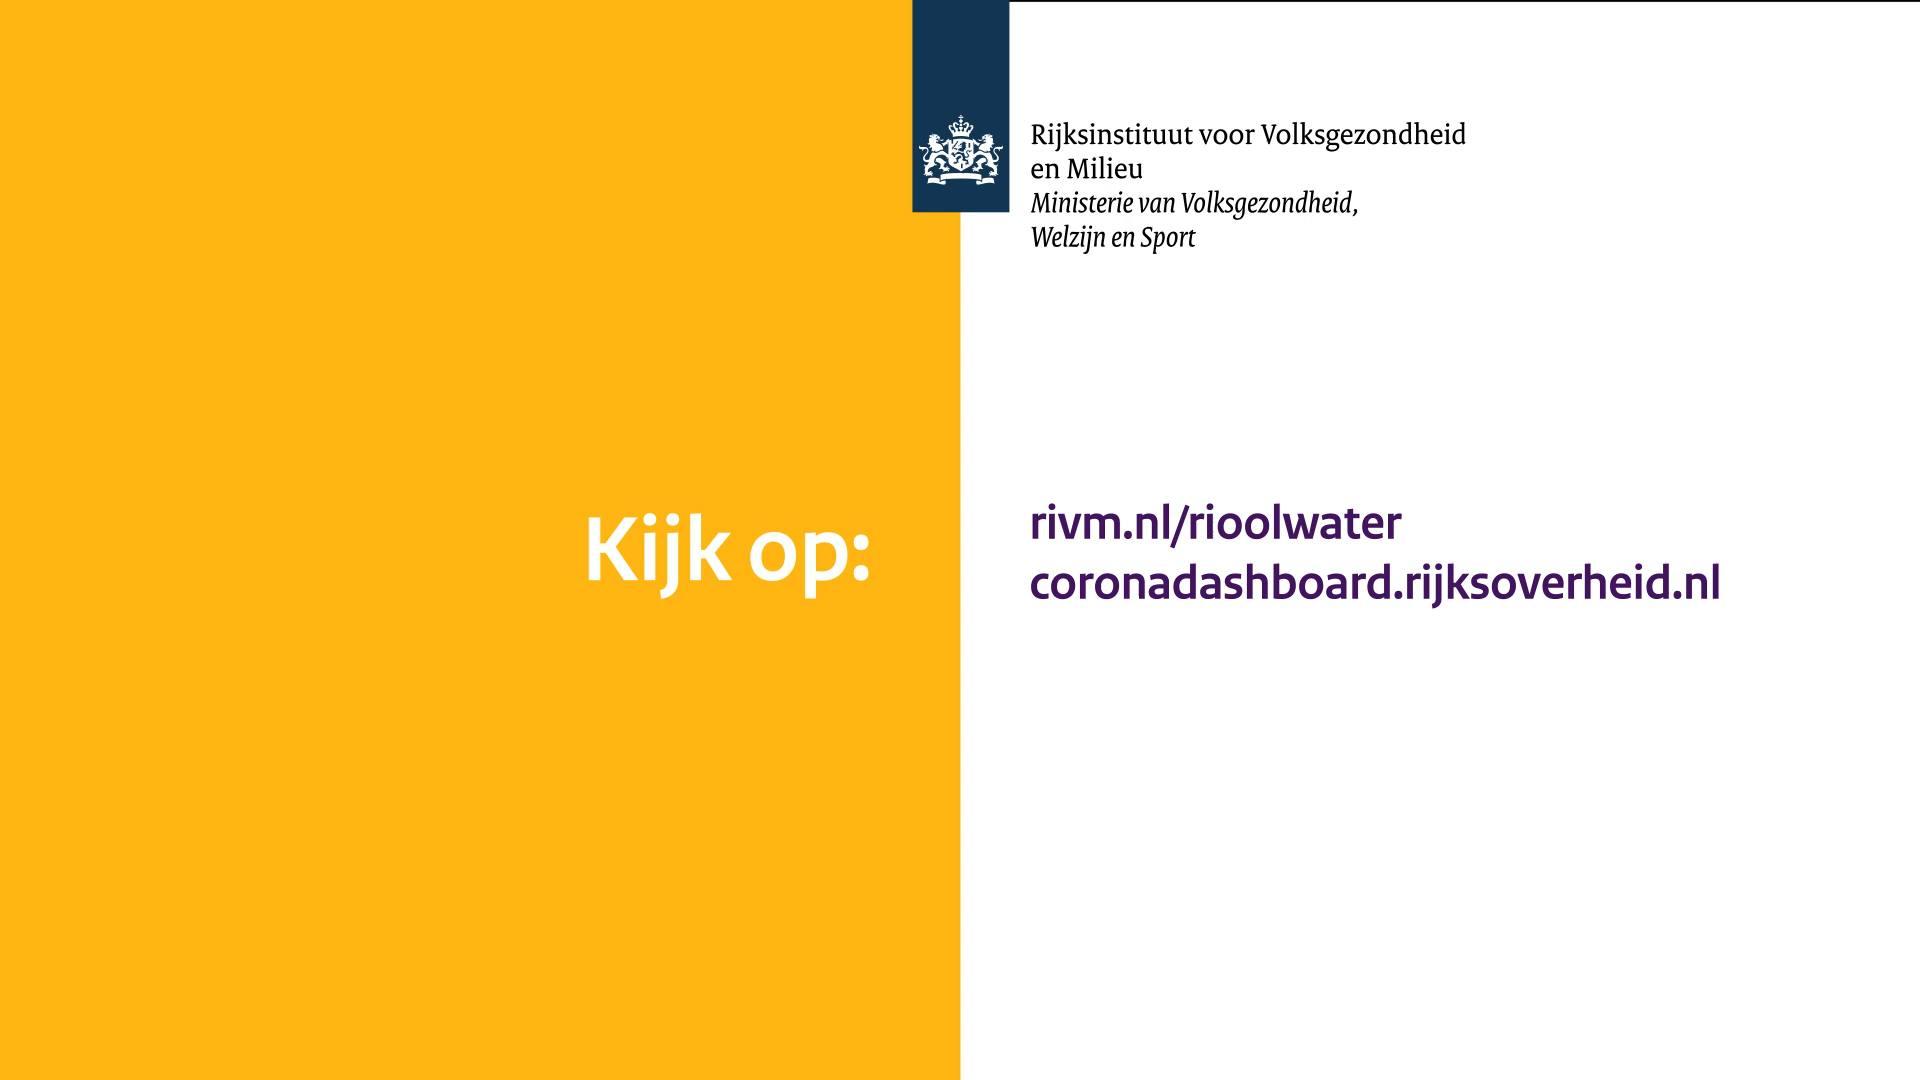 Rijksinstituut voor Volksgezondheid
en Milieu
Ministerie van Volksgezondheid,
Welzijn en Sport
Kijk op:
rivm.nl/rioolwater
coronadashboard.rijksoverheid.nl